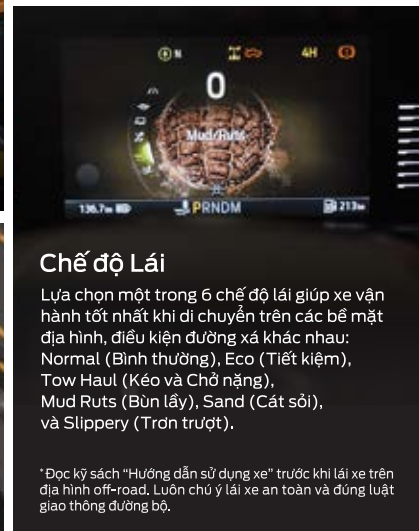 N
4H
0
Mud/Ruts
136.7
PRNDM
213
Chế độ Lái
Lựa chọn một trong 6 chế độ lái giúp xe vận
hành tốt nhất khi di chuyển trên các bề mặt
địa hình, điều kiện đường xá khác nhau:
Normal (Bình thường), Eco (Tiết kiệm),
Tow Haul (Kéo và Chở nặng),
Mud Ruts (Bùn lầy), Sand (Cát sỏi),
và Slippery (Trơn trượt).
*Đọc kỹ sách “Hướng dẫn sử dụng xe” trước khi lái xe trên
địa hình off-road. Luôn chú ý lái xe an toàn và đúng luật
giao thông đường bộ.